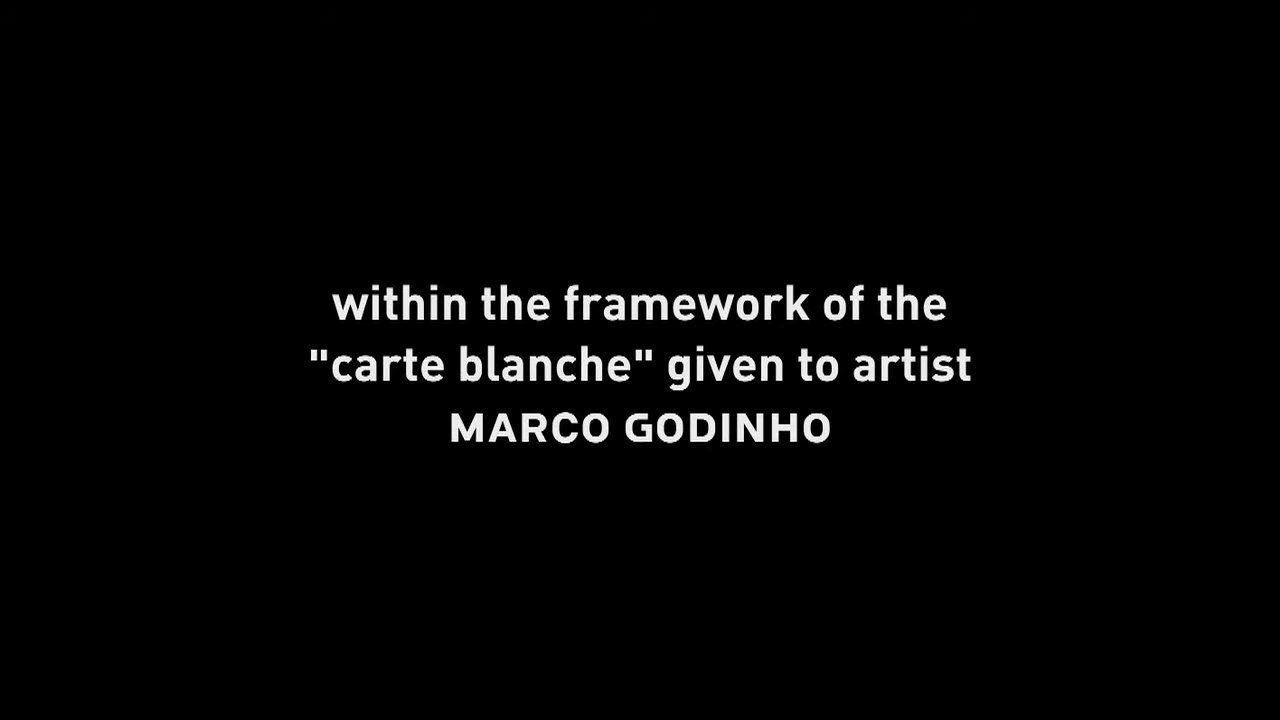 within the framework of the
"carte blanche" given to artist
MARCO GODINHO